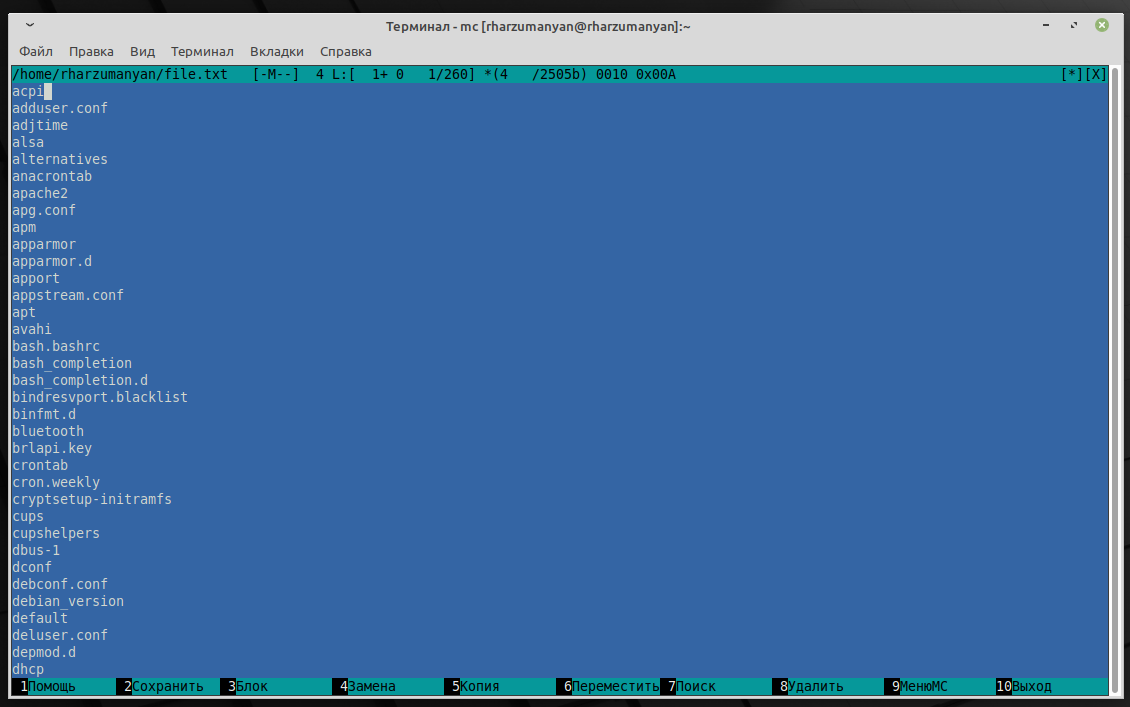 Терминал - mc [rharzumanyan@rharzumanyan]:~
Файл Правка Вид Терминал Вкладки Справка
/home/rharzumanyan/file.txt [-M--] 4 L:[ 1+ 0 1/260] *(4 /2505b) 0010 0x00A [*][X]
acpi
adduser.conf
adjtime
alsa
alternatives
anacrontab
apache2
apg.conf
apm
apparmor
apparmor.d
apport
appstream.conf
apt
avahi
bash.bashrc
bash_completion
bash_completion.d
bindresvport.blacklist
binfmt.d
bluetooth
brlapi.key
crontab
cron.weekly
cryptsetup-initramfs
cups
cupshelpers
dbus-1
dconf
debconf.conf
debian_version
default
deluser.conf
depmod.d
dhcp
1Помощь 2Сохранить 3Блок 4Замена 5Копия 6Переместить 7Поиск 8Удалить 9МенюMC 10Выход